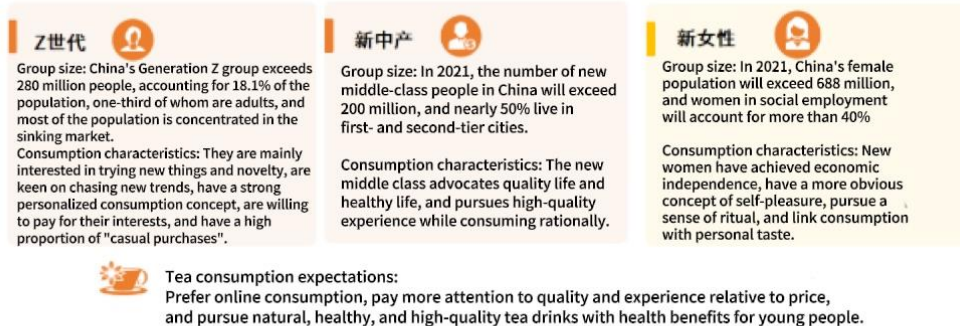 Z世代
Group size: China's Generation Z group exceeds
280 million people, accounting for 18.1% of the
population, one-third of whom are adults, and
most of the population is concentrated in the
sinking market.
Consumption characteristics: They are mainly
interested in trying new things and novelty, are
keen on chasing new trends, have a strong
personalized consumption concept, are willing
to pay for their interests, and have a high
proportion of "casual purchases".
新中产
Group size: In 2021, the number of new
middle-class people in China will exceed
200 million, and nearly 50% live in
first- and second-tier cities.
Consumption characteristics: The new
middle class advocates quality life and
healthy life, and pursues high-quality
experience while consuming rationally.
新女性
Group size: In 2021, China's female
population will exceed 688 million,
and women in social employment
will account for more than 40%
Consumption characteristics: New
women have achieved economic
independence, have a more obvious
concept of self-pleasure, pursue a
sense of ritual, and link consumption
with personal taste.
Tea consumption expectations:
Prefer online consumption, pay more attention to quality and experience relative to price,
and pursue natural, healthy, and high-quality tea drinks with health benefits for young people.